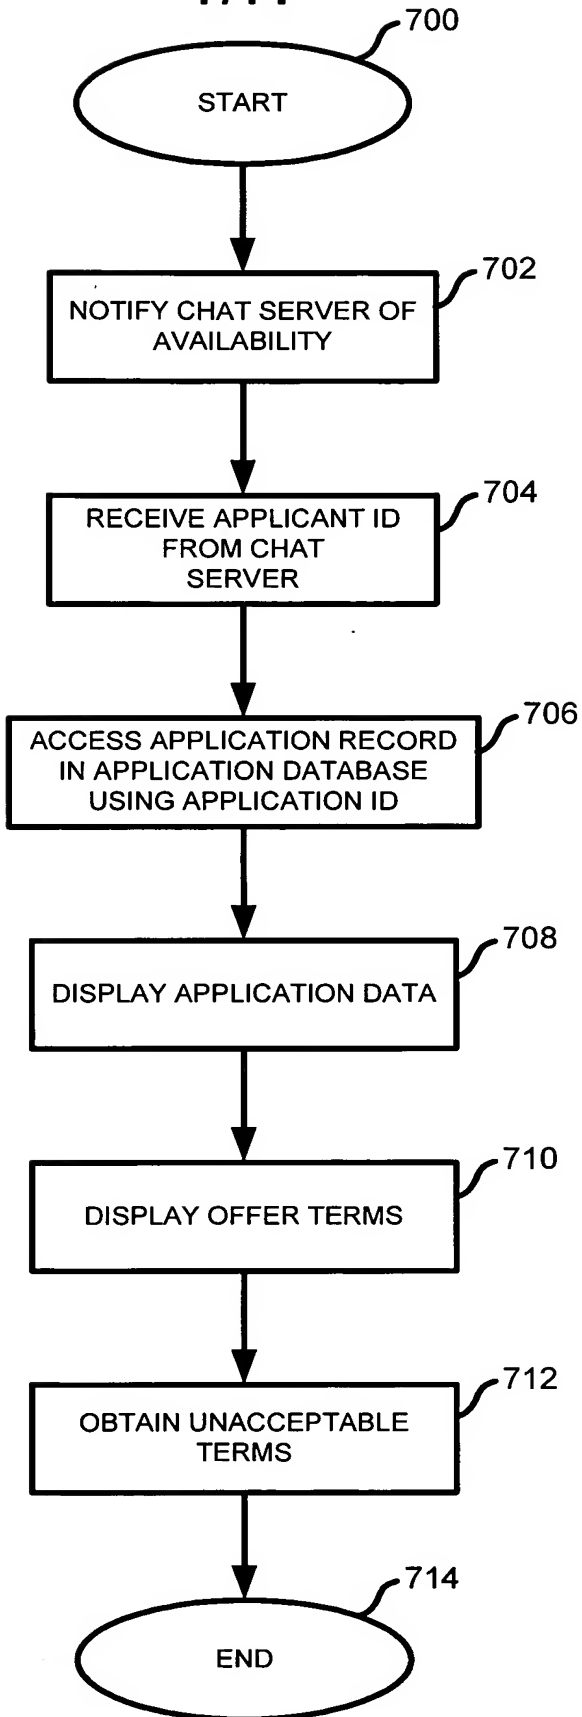 700
START
702
NOTIFY CHAT SERVER OF
AVAILABILITY
704
RECEIVE APPLICANT ID
FROM CHAT
SERVER
706
ACCESS APPLICATION RECORD
IN APPLICATION DATABASE
USING APPLICATION ID
708
DISPLAY APPLICATION DATA
710
DISPLAY OFFER TERMS
712
OBTAIN UNACCEPTABLE
TERMS
714
END